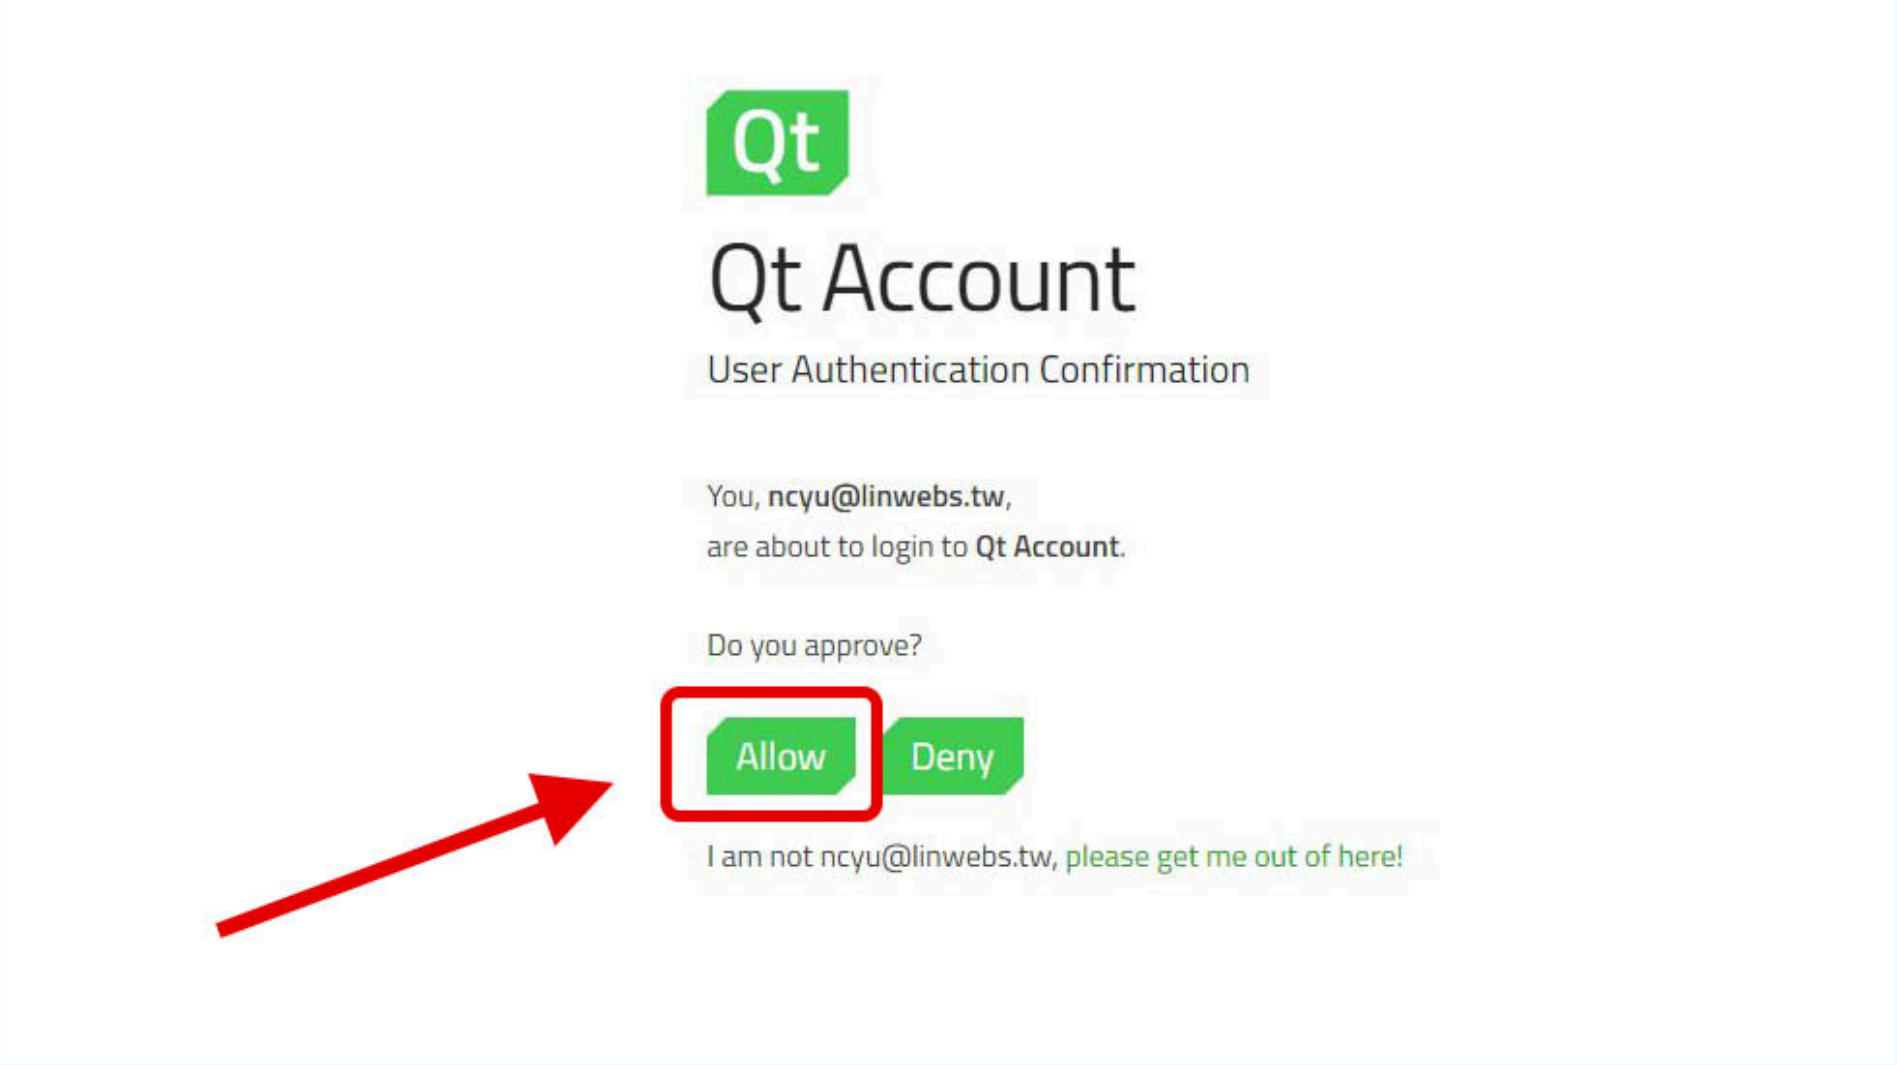 Qt
Qt Account
User Authentication Confirmation
You, ncyu@linwebs.tw,
are about to login to Qt Account.
Do you approve?
Allow Deny
I am not ncyu@linwebs.tw, please get me out of here!